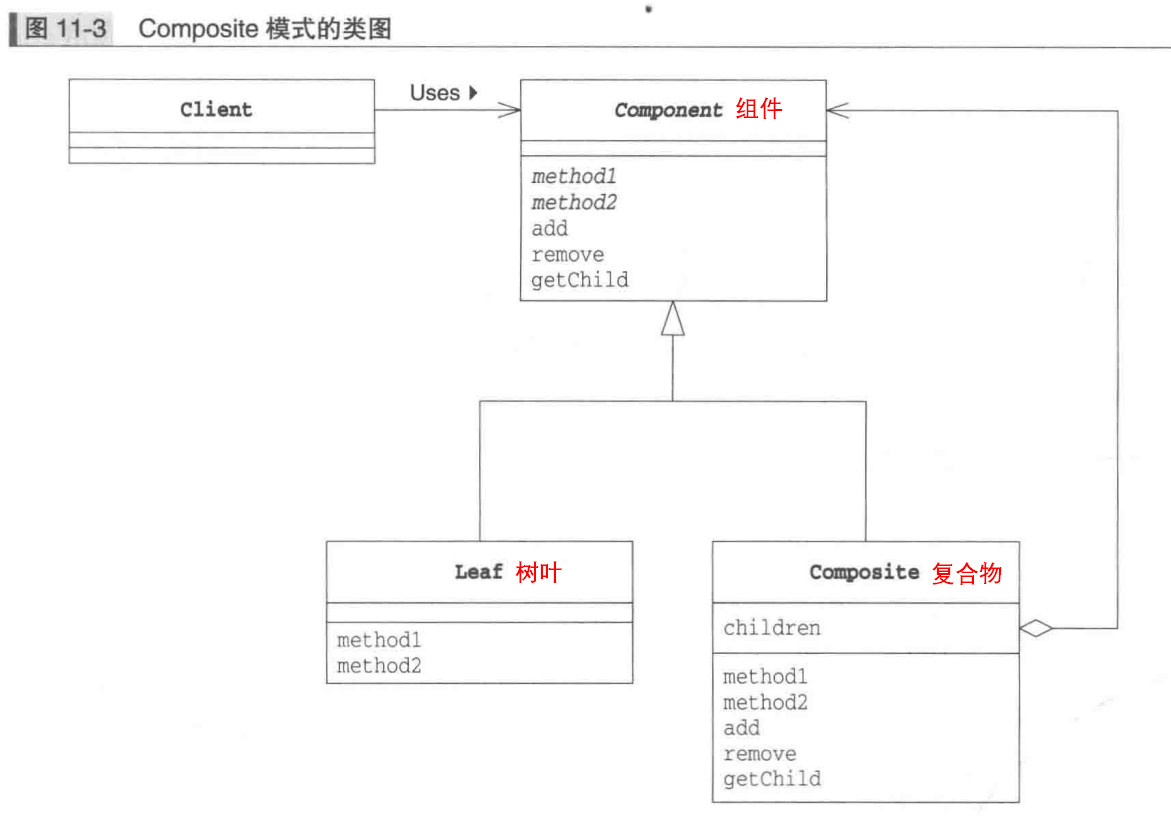 图 11-3 Composite 模式的类图
Client
Uses
Component 组件
method1
method2
add
remove
getChild
Leaf 树叶
method1
method2
Composite 复合物
children
method1
method2
add
remove
getChild